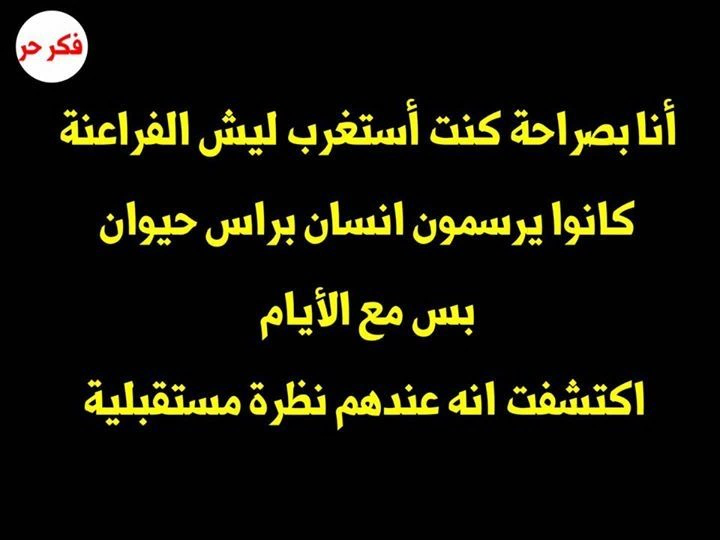 فكر حر
أنا بصراحة كنت أستغرب ليش الفراعنة
كانوا يرسمون انسان براس حيوان
بس مع الأيام
اكتشفت انه عندهم نظرة مستقبلية